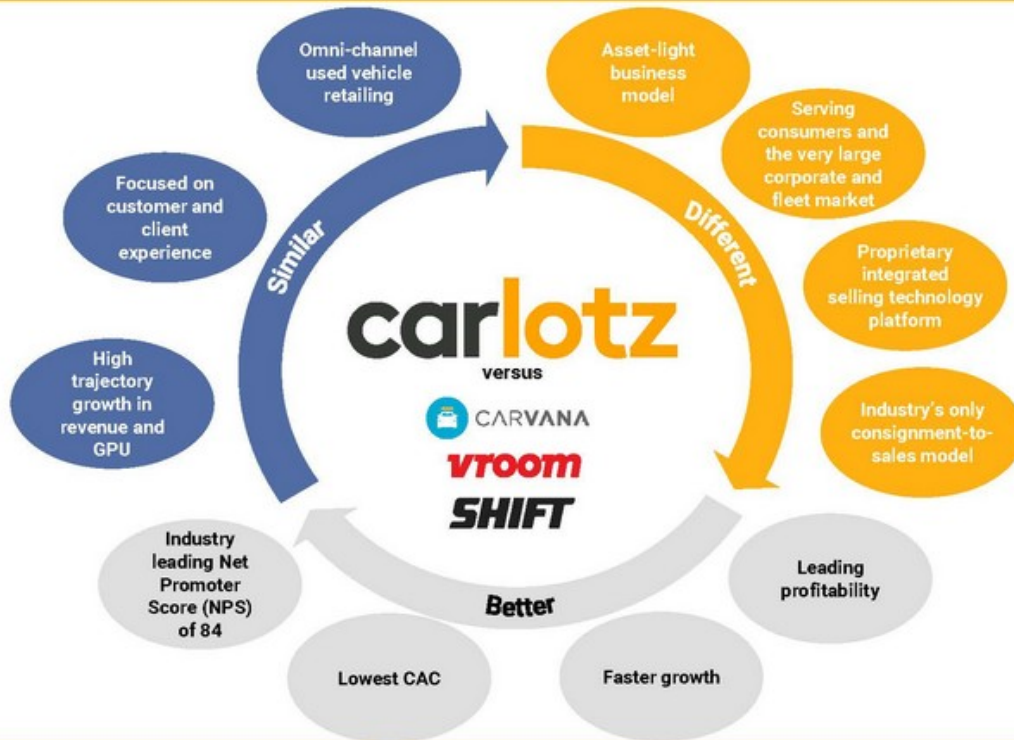 Omni-channel
used vehicle
retailing
Focused on
customer and
client
experience
High
trajectory
growth in
revenue and
GPU
Similar
Asset-light
business
model
Serving
consumers and
the very large
corporate and
fleet market
Proprietary
integrated
selling technology
platform
Industry's only
consignment-to-
sales model
Different
carlotz
versus
CARVANA
vroom
SHIFT
Leading
profitability
Faster growth
Lowest CAC
Industry
leading Net
Promoter
Score (NPS)
of 84
Better